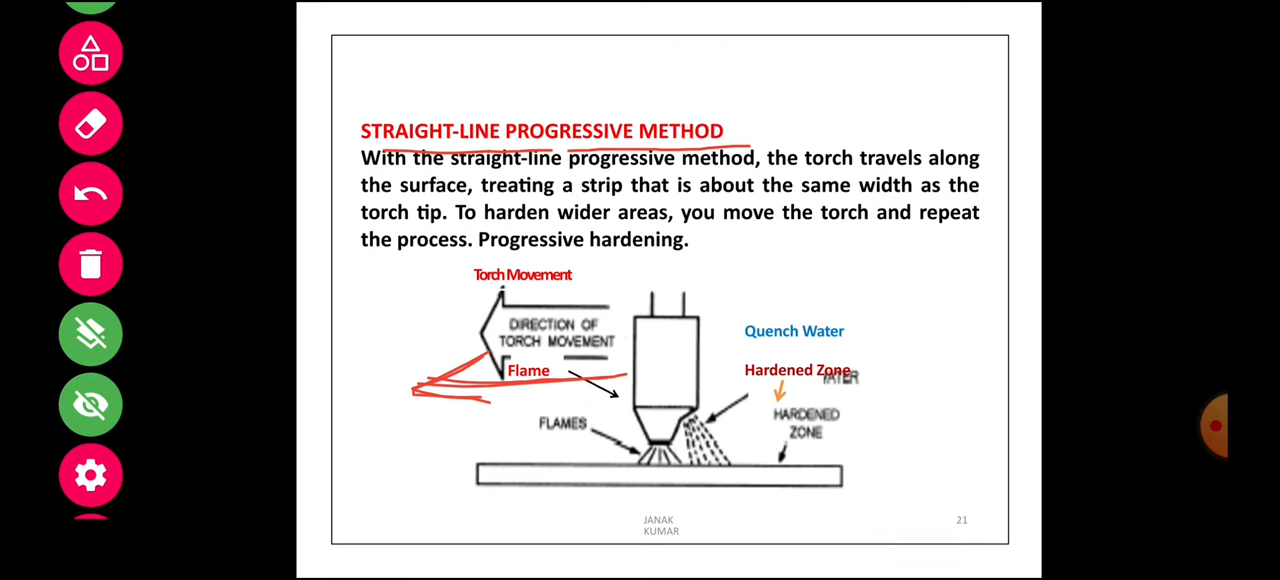 STRAIGHT-LINE PROGRESSIVE METHOD
With the straight-line progressive method, the torch travels along
the surface, treating a strip that is about the same width as the
torch tip. To harden wider areas, you move the torch and repeat
the process. Progressive hardening.
Torch Movement
DIRECTION OF
TORCH MOVEMENT
Quench Water
Flame
Hardened Zone
FLAMES
HARDENED
ZONE
JANAK
KUMAR
21